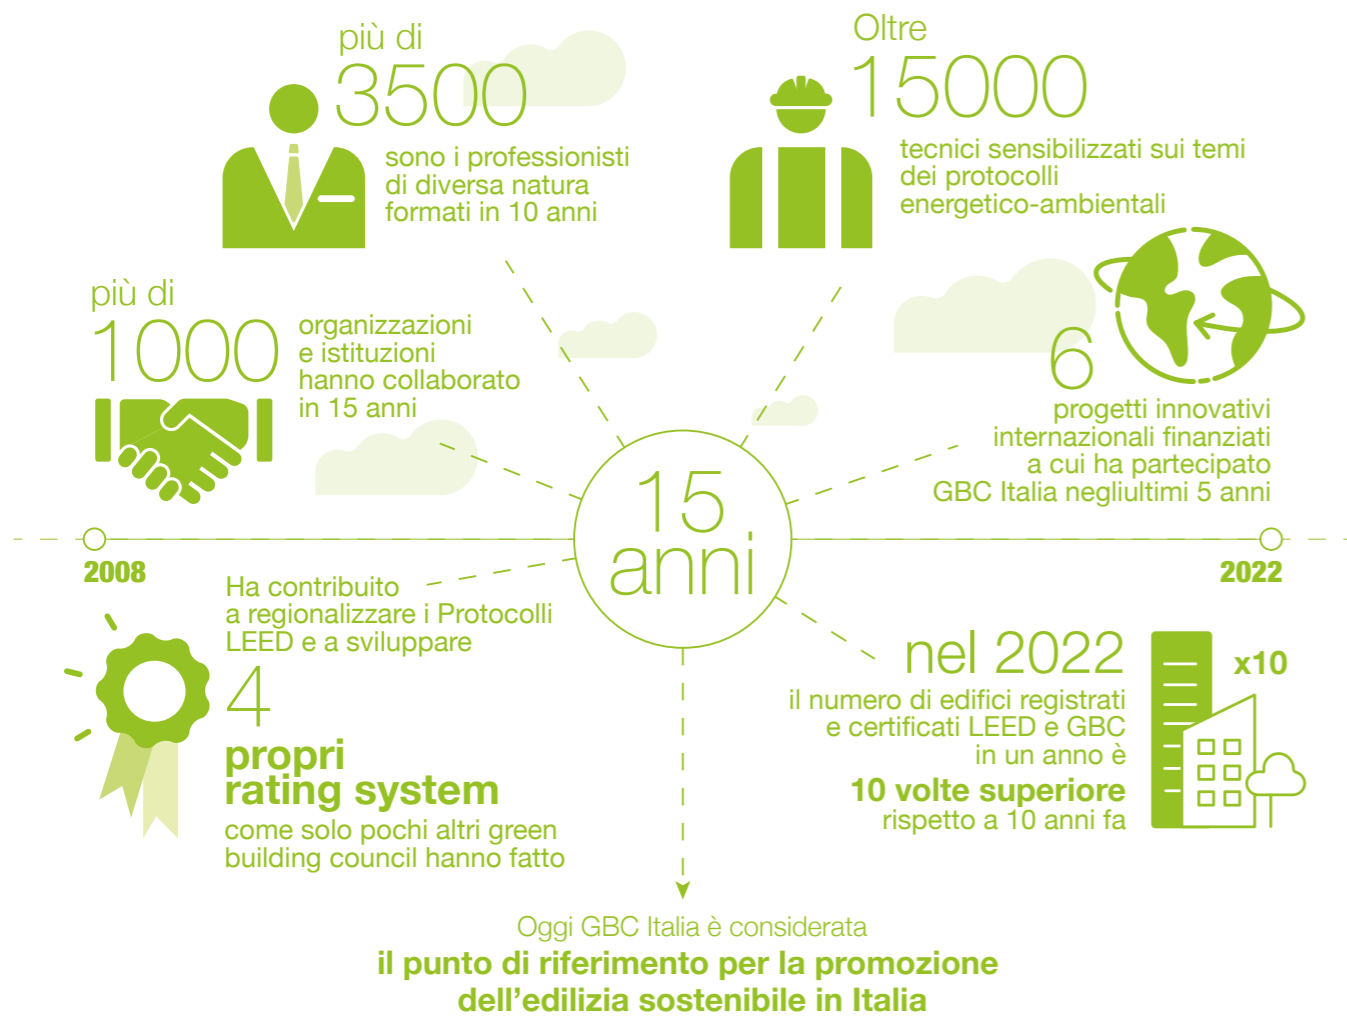 più di
3500
sono i professionisti
di diversa natura
formati in 10 anni
Oltre
15000
tecnici sensibilizzati sui temi
dei protocolli
energetico-ambientali
più di
1000
organizzazioni
e istituzioni
hanno collaborato
in 15 anni
6
progetti innovativi
internazionali finanziati
a cui ha partecipato
GBC Italia negliultimi 5 anni
15
anni
2008
2022
Ha contribuito
a regionalizzare i Protocolli
LEED e a sviluppare
4
propri
rating system
come solo pochi altri green
building council hanno fatto
nel 2022
il numero di edifici registrati
e certificati LEED e GBC
in un anno è
10 volte superiore
rispetto a 10 anni fa
x10
Oggi GBC Italia è considerata
il punto di riferimento per la promozione
dell'edilizia sostenibile in Italia